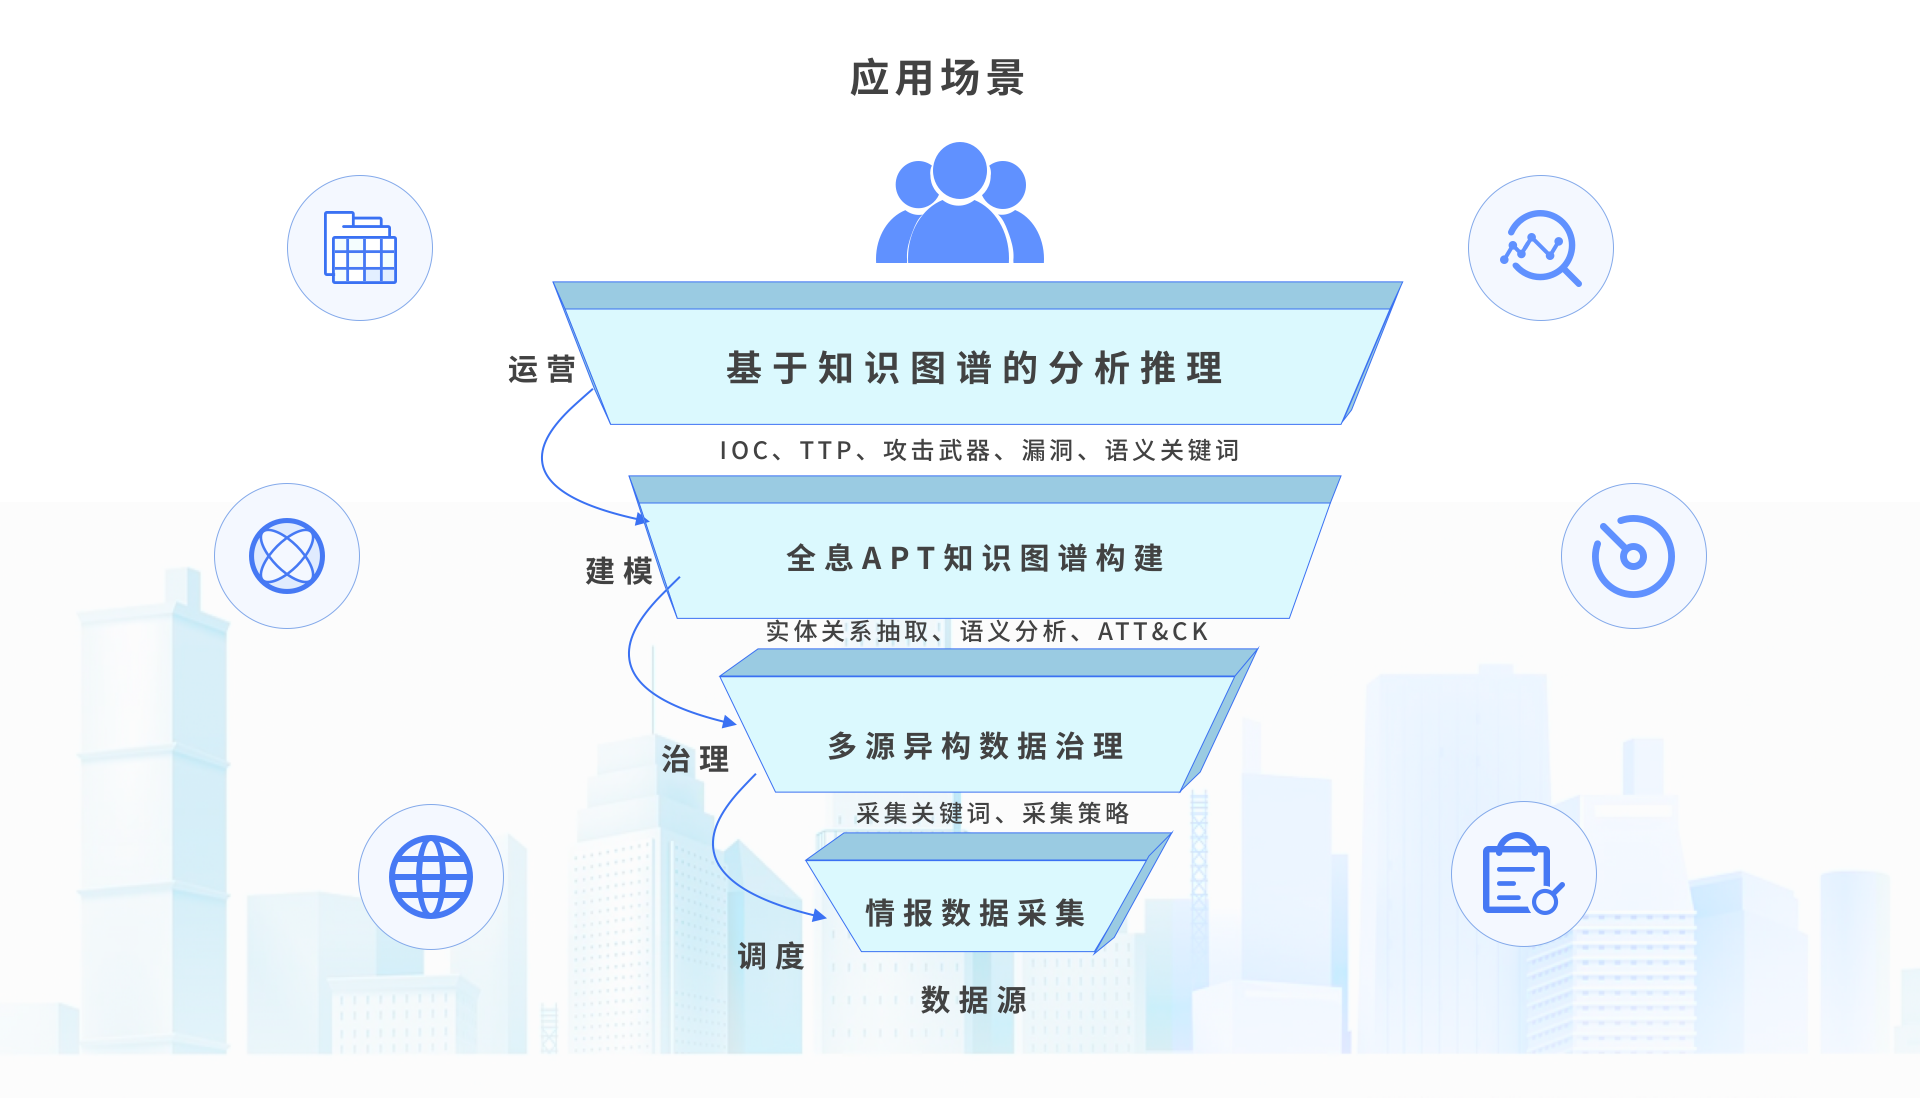 应用场景
运营
基于知识图谱的分析推理
IOC、TTP、攻击武器、漏洞、语义关键词
全息APT知识图谱构建
建模
实体关系抽取、语义分析、ATT&CK
多源异构数据治理
治理
采集关键词、采集策略
情报数据采集
调度
数据源